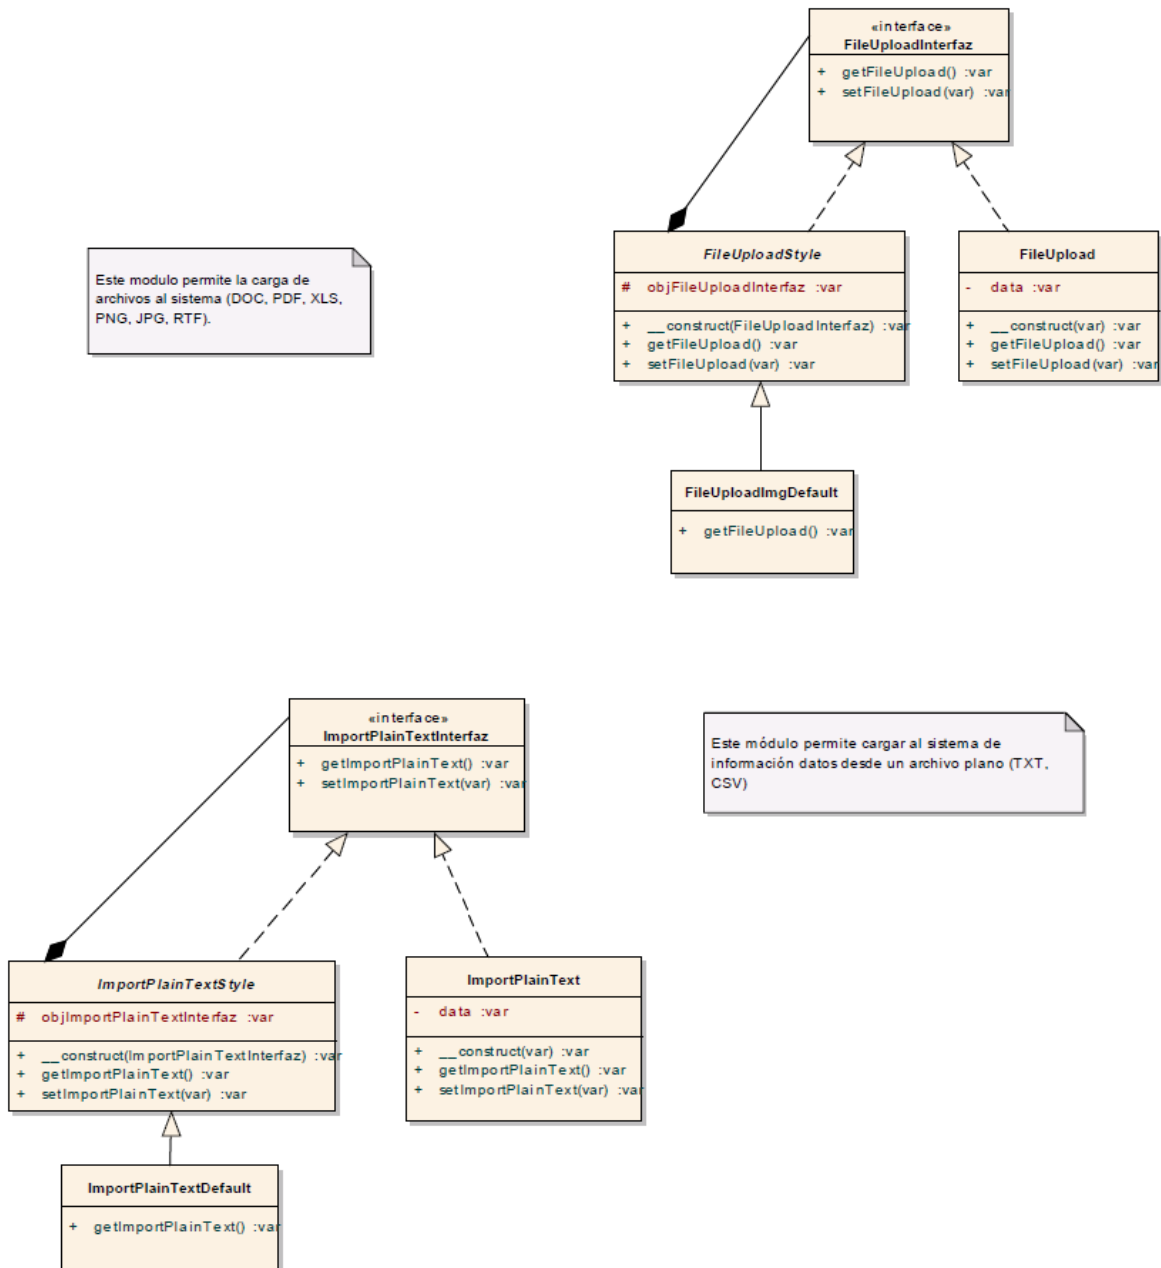 «interface»
FileUploadInterfaz
+ getFileUpload() :var
+ setFileUpload(var) :var
Este modulo permite la carga de
archivos al sistema (DOC, PDF, XLS,
PNG, JPG, RTF).
FileUploadStyle
# objFileUploadInterfaz :var
+ __construct(FileUploadInterfaz) :var
+ getFileUpload() :var
+ setFileUpload(var) :var
FileUpload
- data :var
+ __construct(var) :var
+ getFileUpload() :var
+ setFileUpload(var) :var
FileUploadImgDefault
+ getFileUpload() :var
«interface»
ImportPlainTextInterfaz
+ getImportPlainText() :var
+ setImportPlainText(var) :var
Este módulo permite cargar al sistema de
información datos desde un archivo plano (TXT,
CSV)
ImportPlainTextStyle
# objImportPlainTextInterfaz :var
+ __construct(ImportPlainTextInterfaz) :var
+ getImportPlainText() :var
+ setImportPlainText(var) :var
ImportPlainText
- data :var
+ __construct(var) :var
+ getImportPlainText() :var
+ setImportPlainText(var) :var
ImportPlainTextDefault
+ getImportPlainText() :var